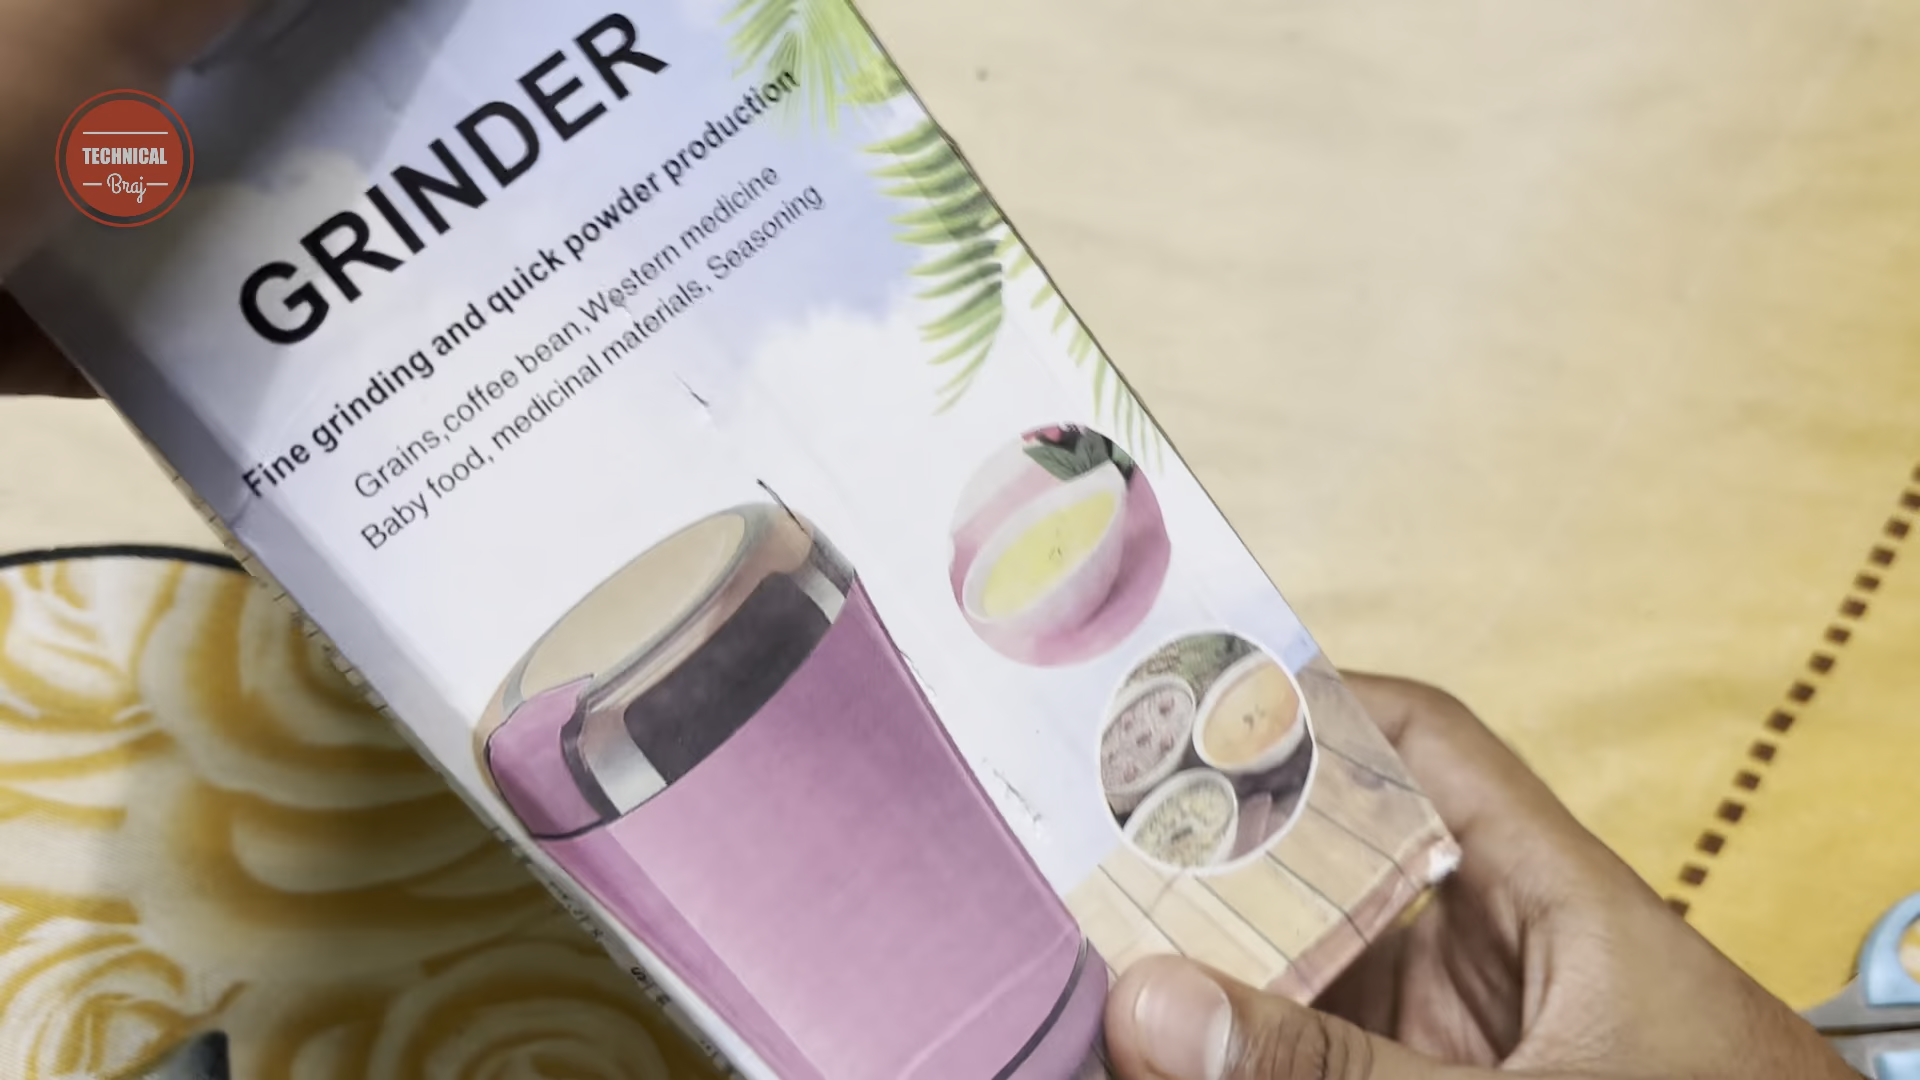 TECHNICAL
Braj
GRINDER
Fine grinding and quick powder production
Grains,coffee bean,Western medicine
Baby food, medicinal materials, Seasoning